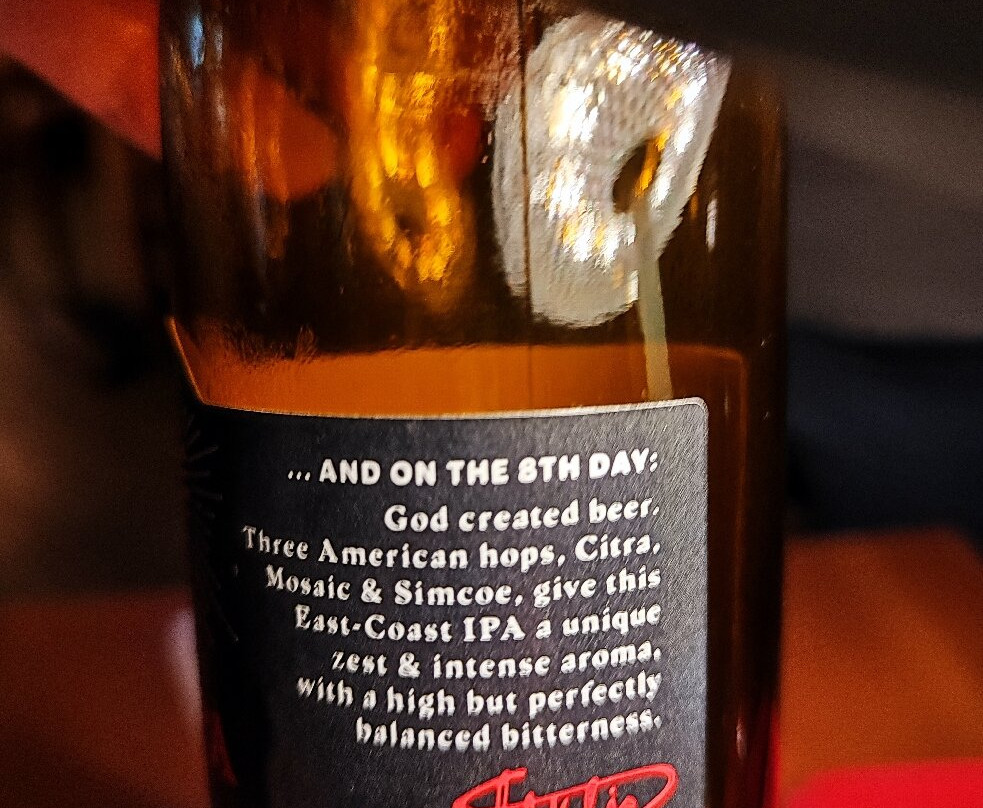 ... AND ON THE 8TH DAY:
God created beer.
Three American hops, Citra,
Mosaic & Simcoe, give this
East-Coast IPA a unique
zest & intense aroma,
with a high but perfectly
balanced bitterness.